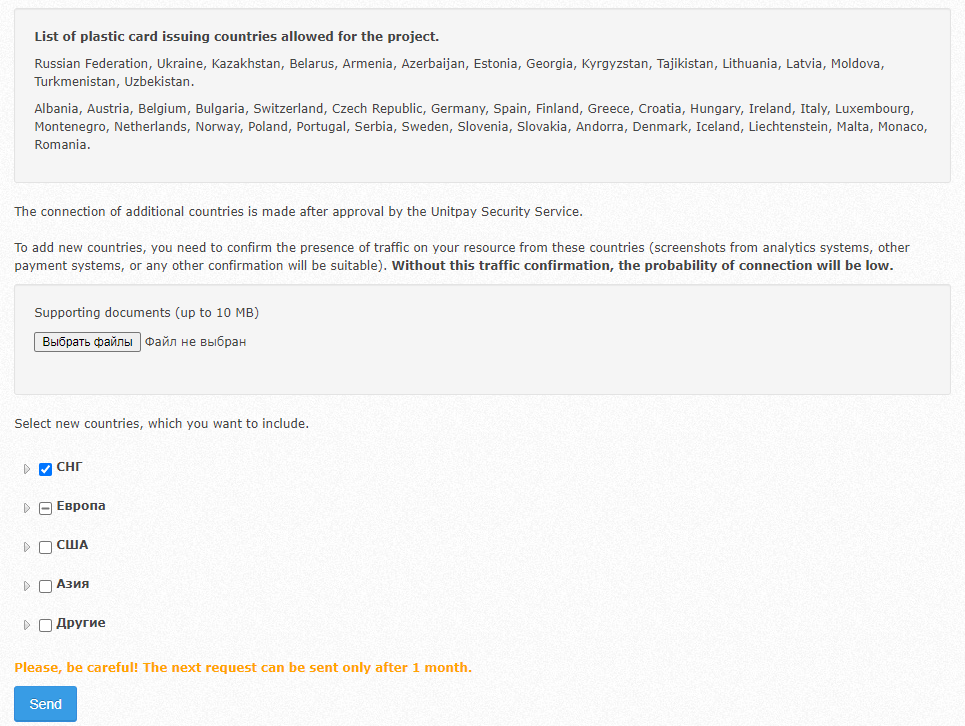 List of plastic card issuing countries allowed for the project.
Russian Federation, Ukraine, Kazakhstan, Belarus, Armenia, Azerbaijan, Estonia, Georgia, Kyrgyzstan, Tajikistan, Lithuania, Latvia, Moldova,
Turkmenistan, Uzbekistan.
Albania, Austria, Belgium, Bulgaria, Switzerland, Czech Republic, Germany, Spain, Finland, Greece, Croatia, Hungary, Ireland, Italy, Luxembourg,
Montenegro, Netherlands, Norway, Poland, Portugal, Serbia, Sweden, Slovenia, Slovakia, Andorra, Denmark, Iceland, Liechtenstein, Malta, Monaco,
Romania.
The connection of additional countries is made after approval by the Unitpay Security Service.
To add new countries, you need to confirm the presence of traffic on your resource from these countries (screenshots from analytics systems, other
payment systems, or any other confirmation will be suitable). Without this traffic confirmation, the probability of connection will be low.
Supporting documents (up to 10 MB)
Выбрать файлы Файл не выбран
Select new countries, which you want to include.
СНГ
Европа
США
Азия
Другие
Please, be careful! The next request can be sent only after 1 month.
Send